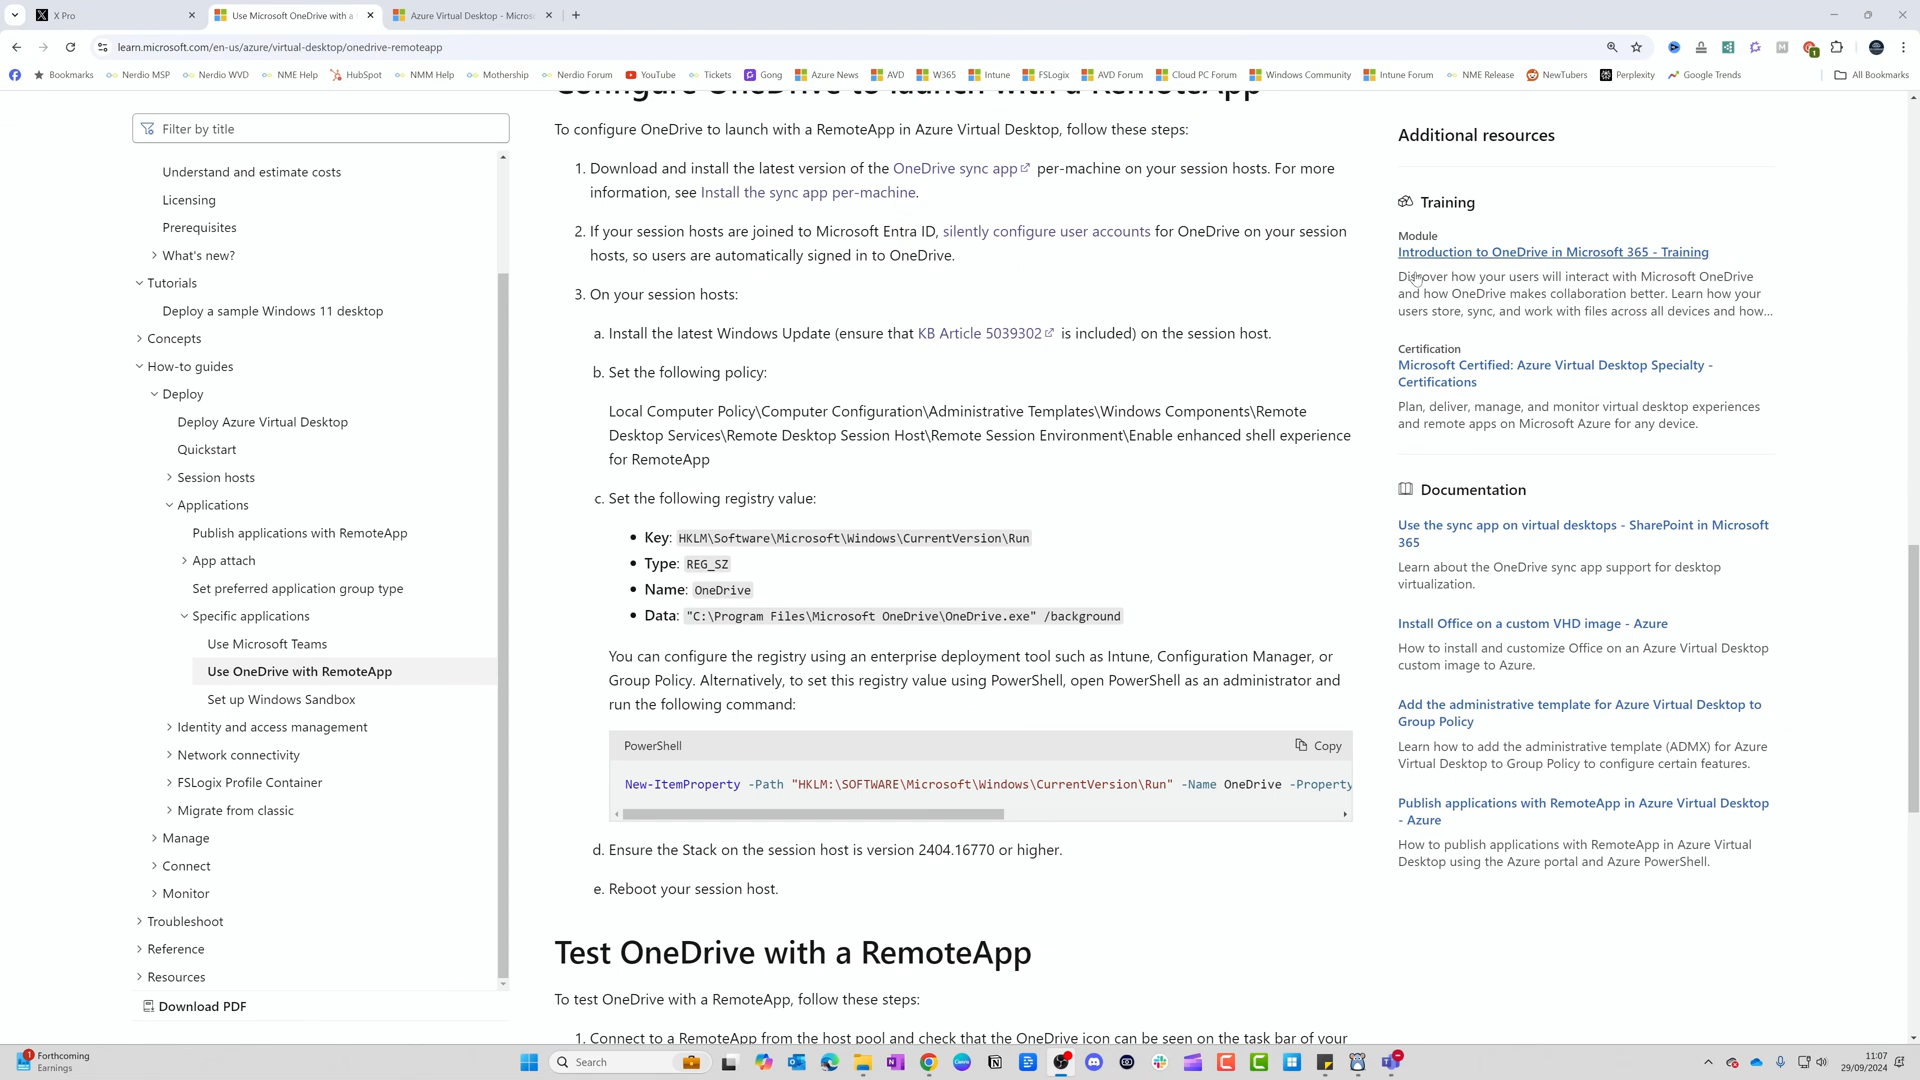 X Pro
Use Microsoft OneDrive with a
Azure Virtual Desktop - Micros
learn.microsoft.com/en-us/azure/virtual-desktop/onedrive-remoteapp
Bookmarks
Nerdio MSP
Nerdio WVD
NME Help
HubSpot
NMM Help
Mothership
Nerdio Forum
YouTube
Tickets
Gong
Azure News
AVD
W365
Intune
FSLogix
AVD Forum
Cloud PC Forum
Windows Community
Intune Forum
NME Release
NewTubers
Perplexity
Google Trends
All Bookmarks
Filter by title
Understand and estimate costs
Licensing
Prerequisites
What's new?
Tutorials
Deploy a sample Windows 11 desktop
Concepts
How-to guides
Deploy
Deploy Azure Virtual Desktop
Quickstart
Session hosts
Applications
Publish applications with RemoteApp
App attach
Set preferred application group type
Specific applications
Use Microsoft Teams
Use OneDrive with RemoteApp
Set up Windows Sandbox
Identity and access management
Network connectivity
FSLogix Profile Container
Migrate from classic
Manage
Connect
Monitor
Troubleshoot
Reference
Resources
Download PDF
Configure OneDrive to launch with a RemoteApp
To configure OneDrive to launch with a RemoteApp in Azure Virtual Desktop, follow these steps:
1. Download and install the latest version of the OneDrive sync app per-machine on your session hosts. For more
information, see Install the sync app per-machine.
2. If your session hosts are joined to Microsoft Entra ID, silently configure user accounts for OneDrive on your session
hosts, so users are automatically signed in to OneDrive.
3. On your session hosts:
a. Install the latest Windows Update (ensure that KB Article 5039302 is included) on the session host.
b. Set the following policy:
Local Computer Policy\Computer Configuration\Administrative Templates\Windows Components\Remote
Desktop Services\Remote Desktop Session Host\Remote Session Environment\Enable enhanced shell experience
for RemoteApp
c. Set the following registry value:
Key: HKLM\Software\Microsoft\Windows\CurrentVersion\Run
Type: REG_SZ
Name: OneDrive
Data: "C:\Program Files\Microsoft OneDrive\OneDrive.exe" /background
You can configure the registry using an enterprise deployment tool such as Intune, Configuration Manager, or
Group Policy. Alternatively, to set this registry value using PowerShell, open PowerShell as an administrator and
run the following command:
PowerShell
Copy
New-ItemProperty -Path "HKLM:\SOFTWARE\Microsoft\Windows\CurrentVersion\Run" -Name OneDrive -Property
d. Ensure the Stack on the session host is version 2404.16770 or higher.
e. Reboot your session host.
Test OneDrive with a RemoteApp
To test OneDrive with a RemoteApp, follow these steps:
1. Connect to a RemoteApp from the host pool and check that the OneDrive icon can be seen on the task bar of your
Additional resources
Training
Module
Introduction to OneDrive in Microsoft 365 - Training
Discover how your users will interact with Microsoft OneDrive
and how OneDrive makes collaboration better. Learn how your
users store, sync, and work with files across all devices and how...
Certification
Microsoft Certified: Azure Virtual Desktop Specialty -
Certifications
Plan, deliver, manage, and monitor virtual desktop experiences
and remote apps on Microsoft Azure for any device.
Documentation
Use the sync app on virtual desktops - SharePoint in Microsoft
365
Learn about the OneDrive sync app support for desktop
virtualization.
Install Office on a custom VHD image - Azure
How to install and customize Office on an Azure Virtual Desktop
custom image to Azure.
Add the administrative template for Azure Virtual Desktop to
Group Policy
Learn how to add the administrative template (ADMX) for Azure
Virtual Desktop to Group Policy to configure certain features.
Publish applications with RemoteApp in Azure Virtual Desktop
- Azure
How to publish applications with RemoteApp in Azure Virtual
Desktop using the Azure portal and Azure PowerShell.
1
Forthcoming
Earnings
Search
11:07
29/09/2024